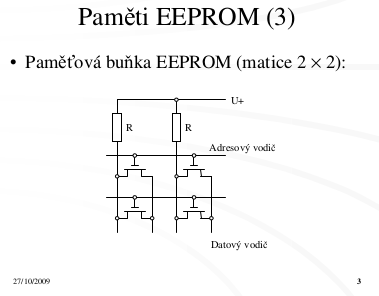 Paměti EEPROM (3)
• Paměťová buňka EEPROM (matice 2 × 2):
U+
R R
Adresový vodič
Datový vodič
27/10/2009 3